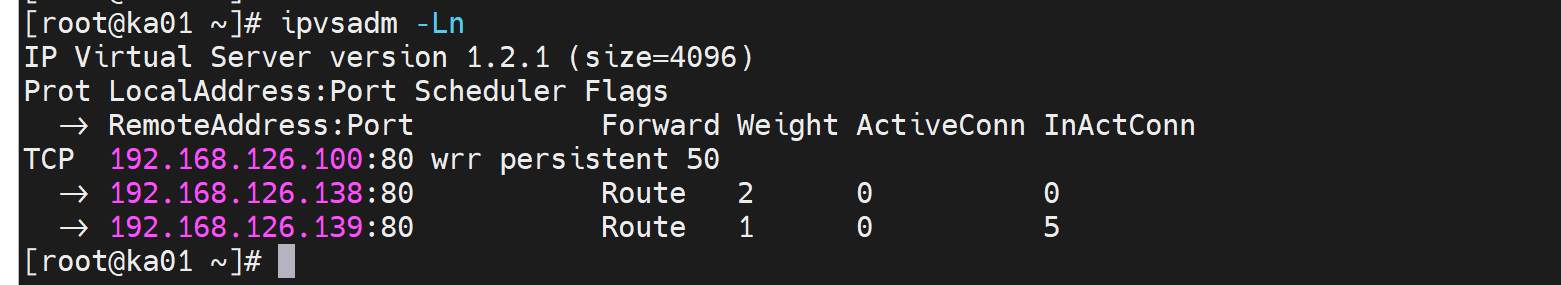 [root@ka01 ~]# ipvsadm -Ln
IP Virtual Server version 1.2.1 (size=4096)
Prot LocalAddress:Port Scheduler Flags
  -> RemoteAddress:Port           Forward Weight ActiveConn InActConn
TCP  192.168.126.100:80 wrr persistent 50
  -> 192.168.126.138:80           Route   2      0          0
  -> 192.168.126.139:80           Route   1      0          5
[root@ka01 ~]#